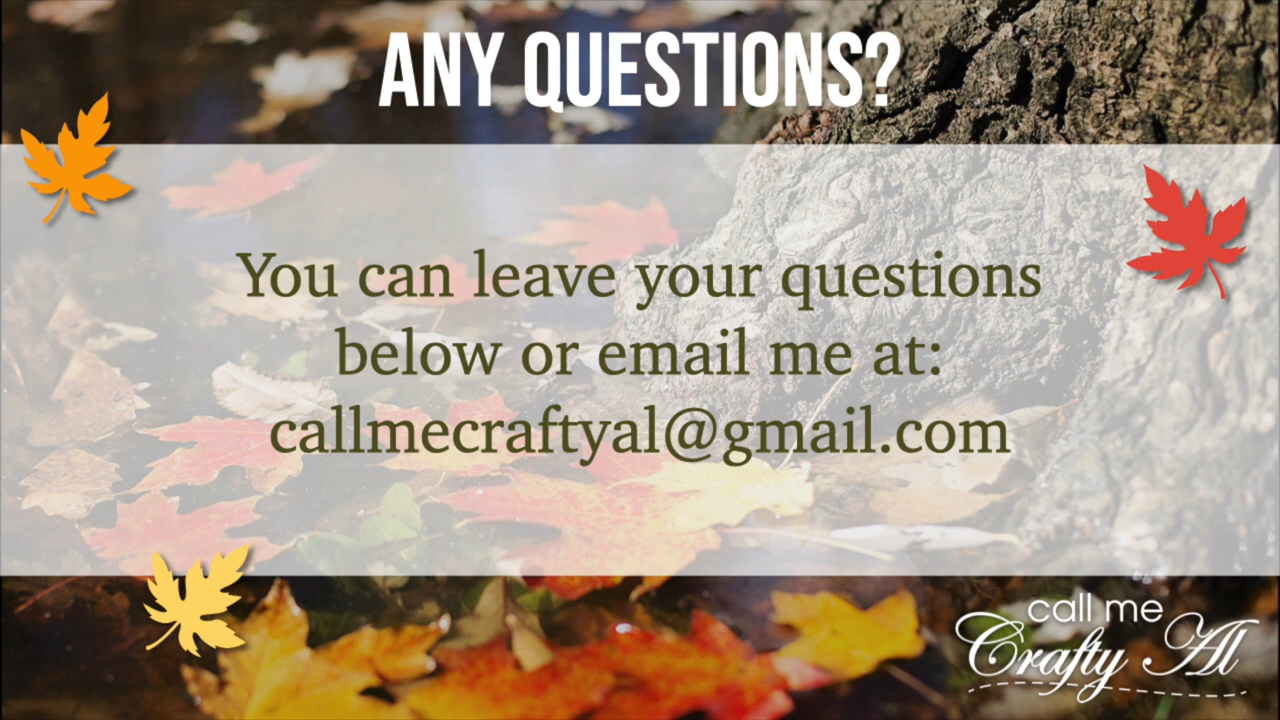 ANY QUESTIONS?
You can leave your questions
below or email me at:
callmecraftyal@gmail.com
call me
Crafty Al